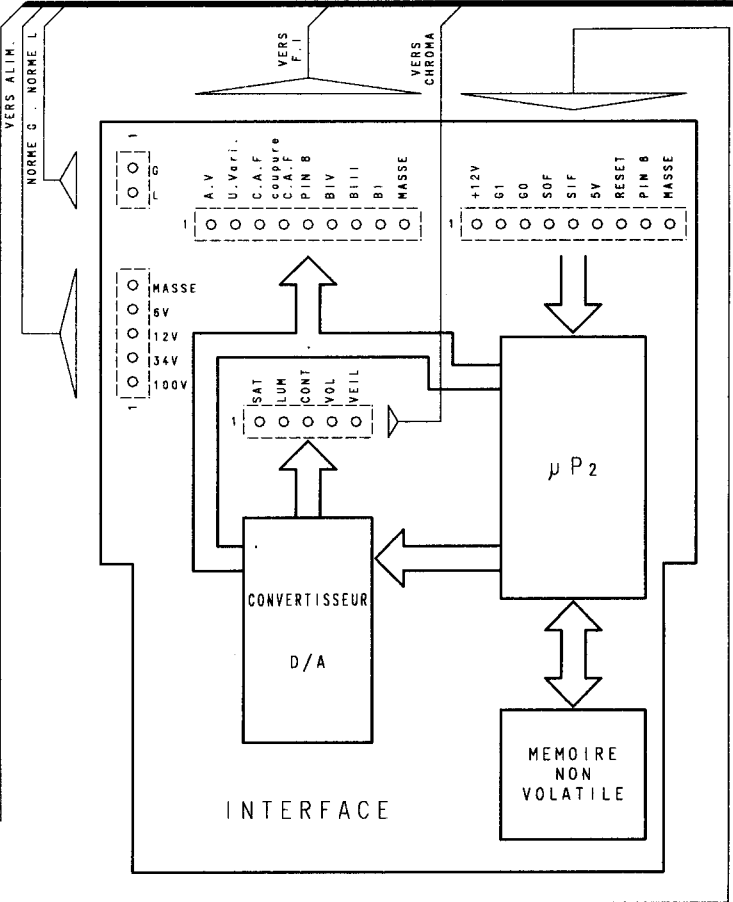 VERS ALIM.
NORME G . NORME L
VERS
F.I
VERS
CHROMA
1
G
L
1
A.V
U.Vari.
C.A.F
coupure
C.A.F
PIN 8
BIV
BIII
BI
MASSE
1
+12V
G1
G0
SOF
SIF
5V
RESET
PIN 8
MASSE
MASSE
6V
12V
34V
100V
1
1
SAT
LUM
CONT
VOL
VEIL
µP2
CONVERTISSEUR
D/A
MEMOIRE
NON
VOLATILE
INTERFACE